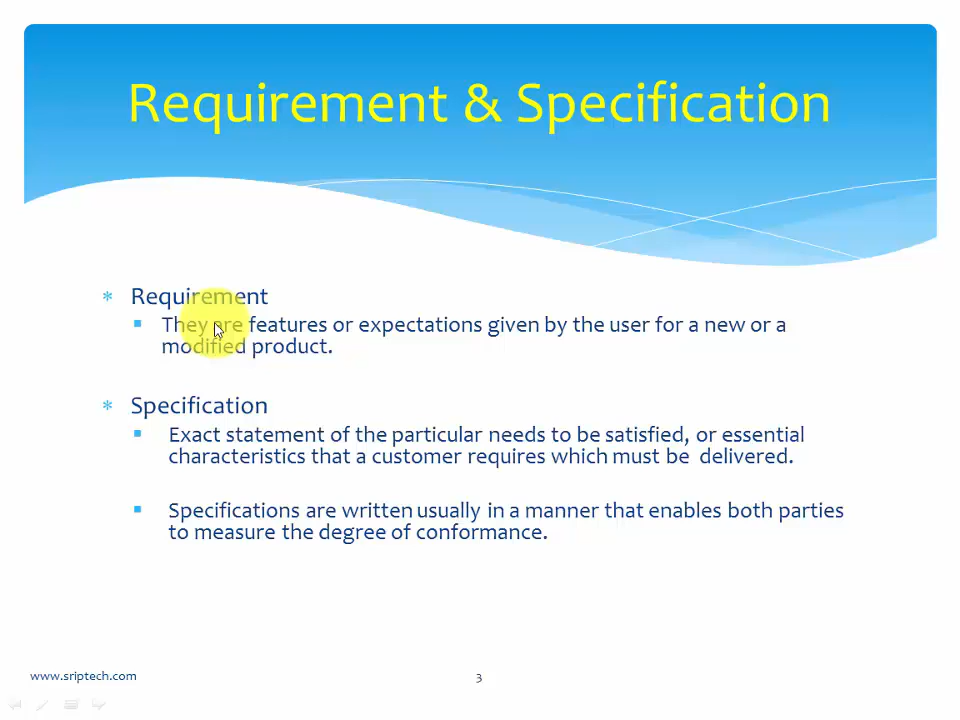 Requirement & Specification
* Requirement
▪ They are features or expectations given by the user for a new or a
modified product.
* Specification
▪ Exact statement of the particular needs to be satisfied, or essential
characteristics that a customer requires which must be delivered.
▪ Specifications are written usually in a manner that enables both parties
to measure the degree of conformance.
www.sriptech.com
3